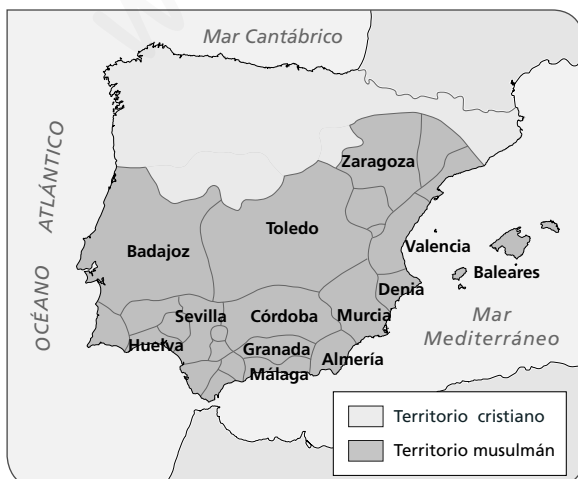 Mar Cantábrico
OCÉANO ATLÁNTICO
Zaragoza
Toledo
Badajoz
Valencia
Baleares
Denia
Sevilla
Córdoba
Murcia
Mar
Mediterráneo
Huelva
Granada
Almería
Málaga
Territorio cristiano
Territorio musulmán